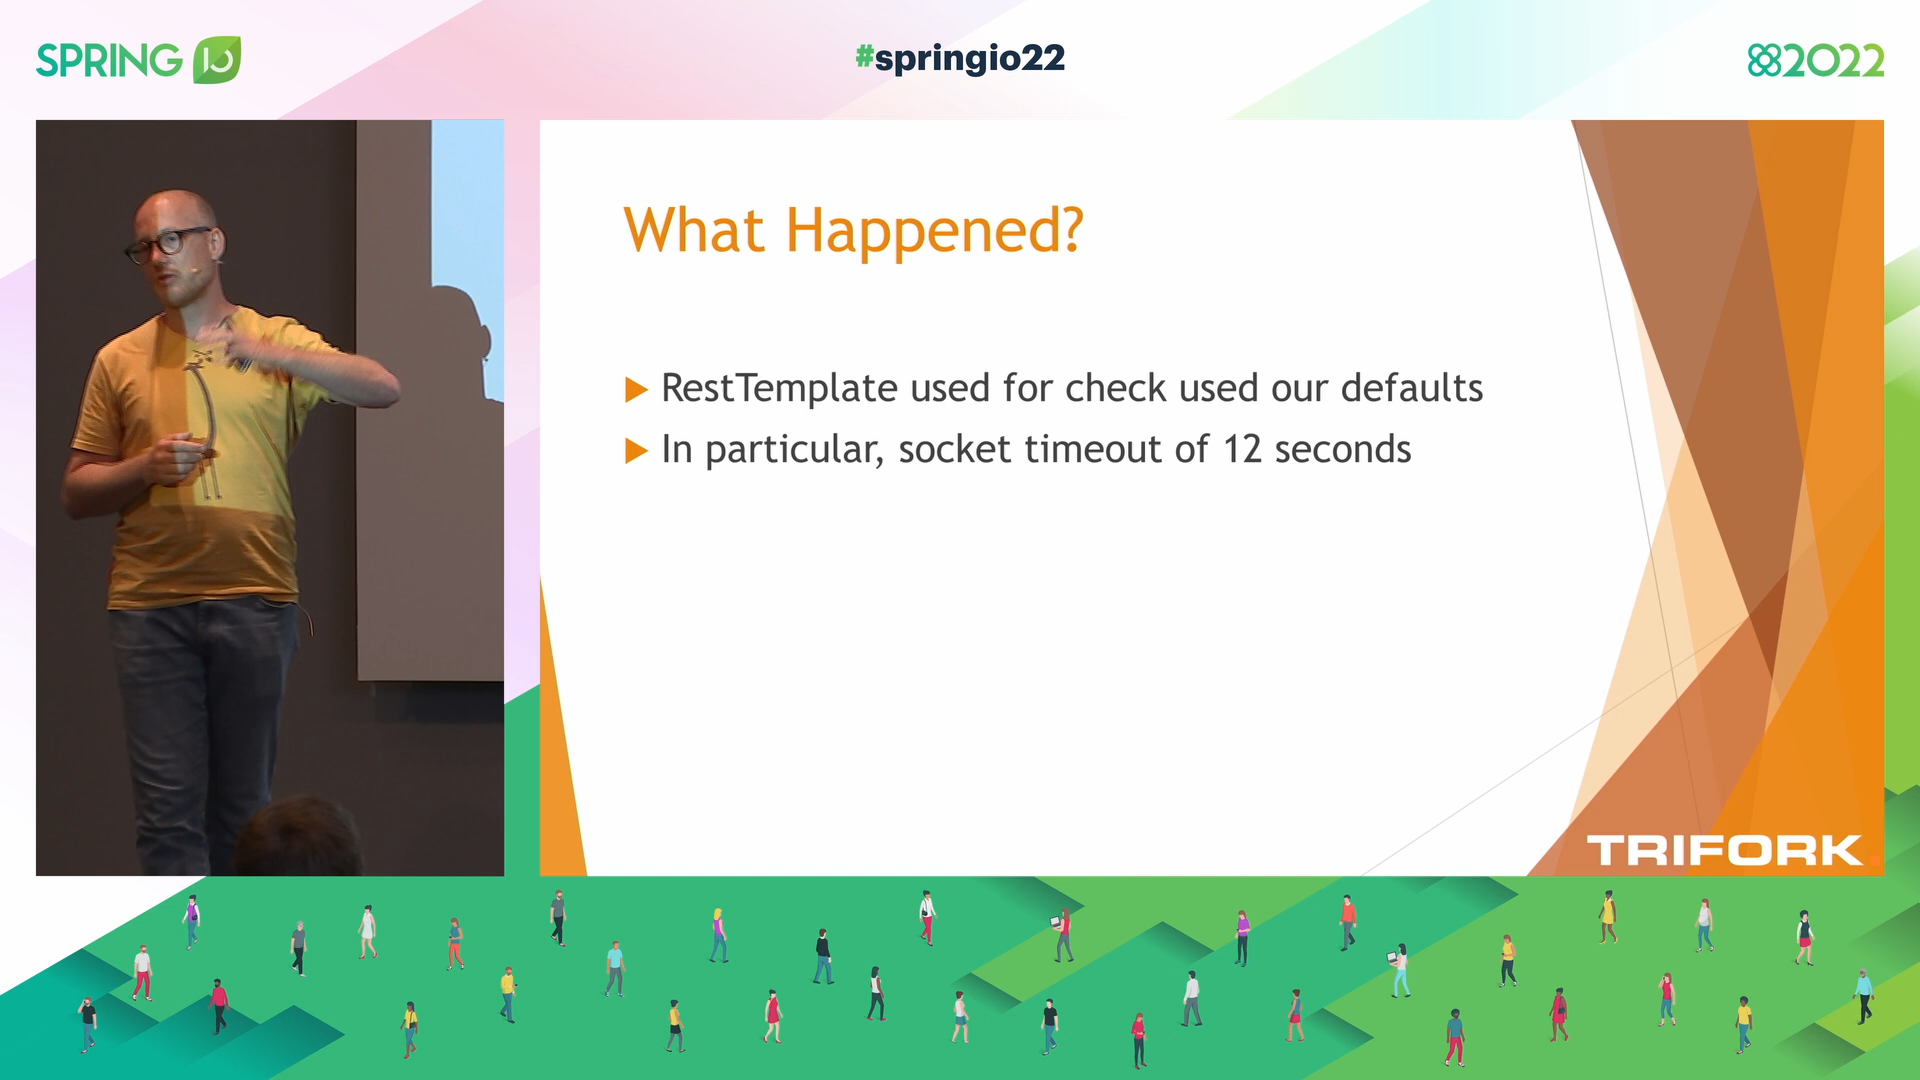 SPRING IO
#springio22
2022
What Happened?
RestTemplate used for check used our defaults
In particular, socket timeout of 12 seconds
TRIFORK